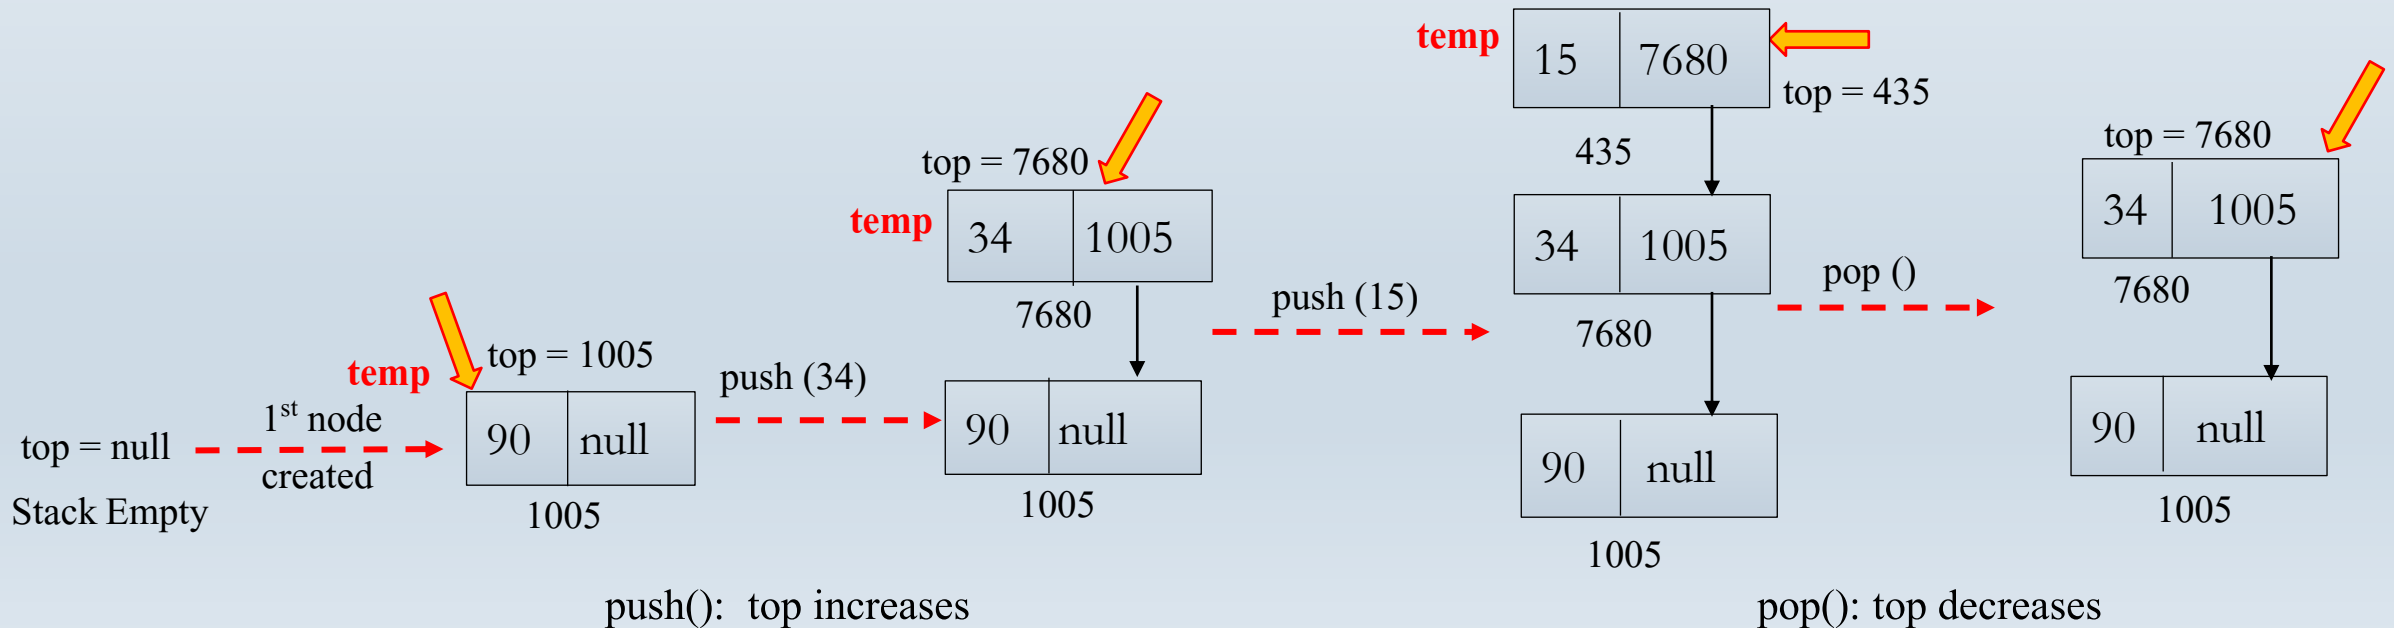 top = null
Stack Empty
1st node
created
temp
top = 1005
90 null
1005
push (34)
top = 7680
temp
34 1005
7680
90 null
1005
push (15)
temp
15 7680
top = 435
435
34 1005
7680
90 null
1005
pop ()
top = 7680
34 1005
7680
90 null
1005
push(): top increases
pop(): top decreases